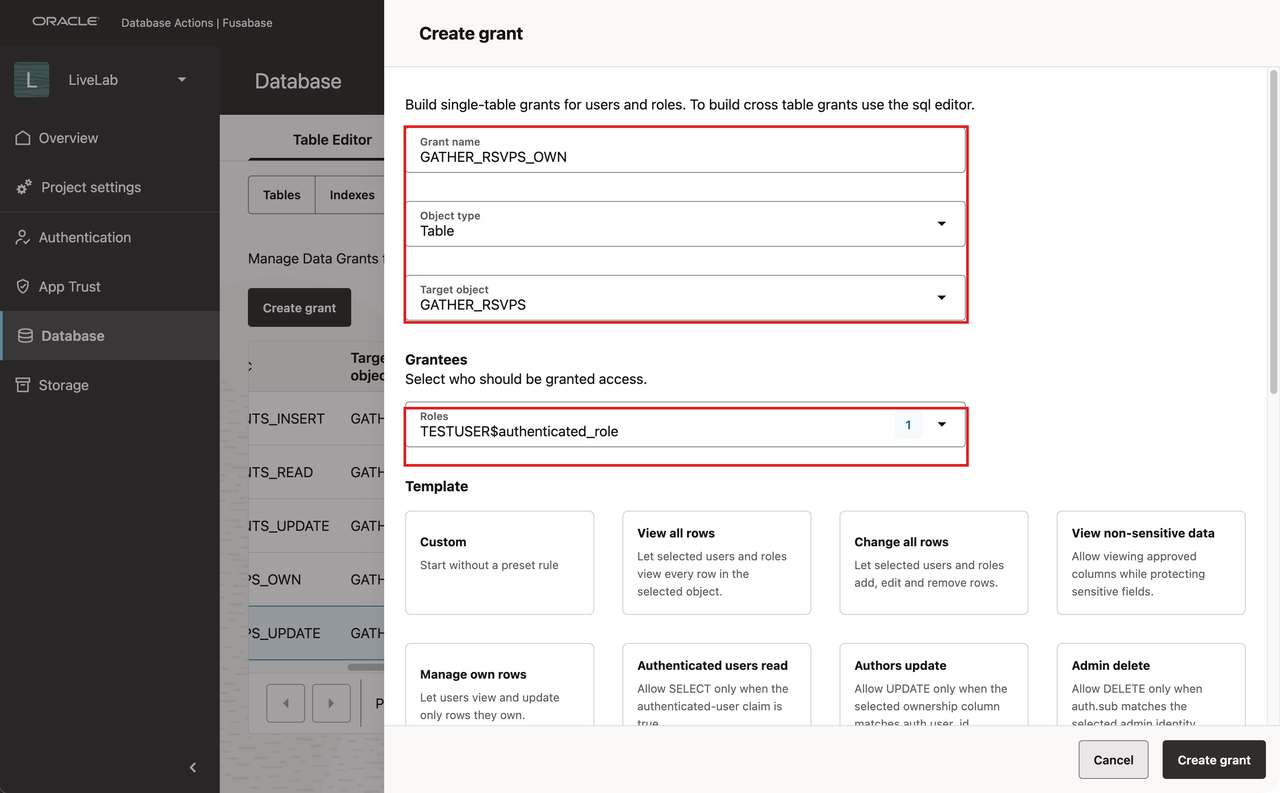 ORACLE
Database Actions | Fusabase
L
LiveLab
Overview
Project settings
Authentication
App Trust
Database
Storage
Database
Table Editor
Tables
Indexes
Manage Data Grants
Create grant
Targe
objec
NTS_INSERT
GATH
NTS_READ
GATH
NTS_UPDATE
GATH
PS_OWN
GATH
PS_UPDATE
GATH
P
Create grant
Build single-table grants for users and roles. To build cross table grants use the sql editor.
Grant name
GATHER_RSVPS_OWN
Object type
Table
Target object
GATHER_RSVPS
Grantees
Select who should be granted access.
Roles
TESTUSER$authenticated_role
1
Template
Custom
Start without a preset rule
View all rows
Let selected users and roles
view every row in the
selected object.
Change all rows
Let selected users and roles
add, edit and remove rows.
View non-sensitive data
Allow viewing approved
columns while protecting
sensitive fields.
Manage own rows
Let users view and update
only rows they own.
Authenticated users read
Allow SELECT only when the
authenticated-user claim is
true.
Authors update
Allow UPDATE only when the
selected ownership column
matches auth user_id
Admin delete
Allow DELETE only when
auth.sub matches the
selected admin identity
Cancel
Create grant